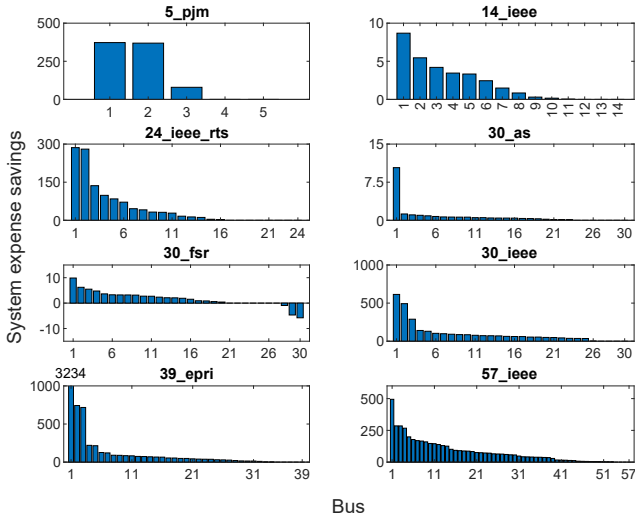 5_pjm
14_ieee
500
250
0
1 2 3 4 5
10
5
0
1 2 3 4 5 6 7 8 9 10 11 12 13 14
24_ieee_rts
30_as
300
150
0
1 6 11 16 21 24
15
7.5
0
1 6 11 16 21 26 30
30_fsr
30_ieee
10
0
-10
1 6 11 16 21 26 30
1000
500
0
1 6 11 16 21 26 30
3234
39_epri
57_ieee
1000
500
0
1 11 21 31 39
500
250
0
1 11 21 31 41 51 57
System expense savings
Bus